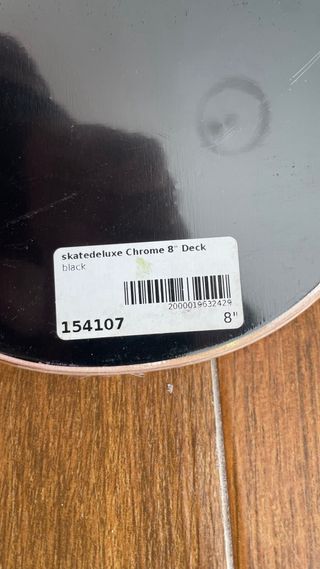 skatedeluxe Chrome 8" Deck
black
2000019632429
154107
8"